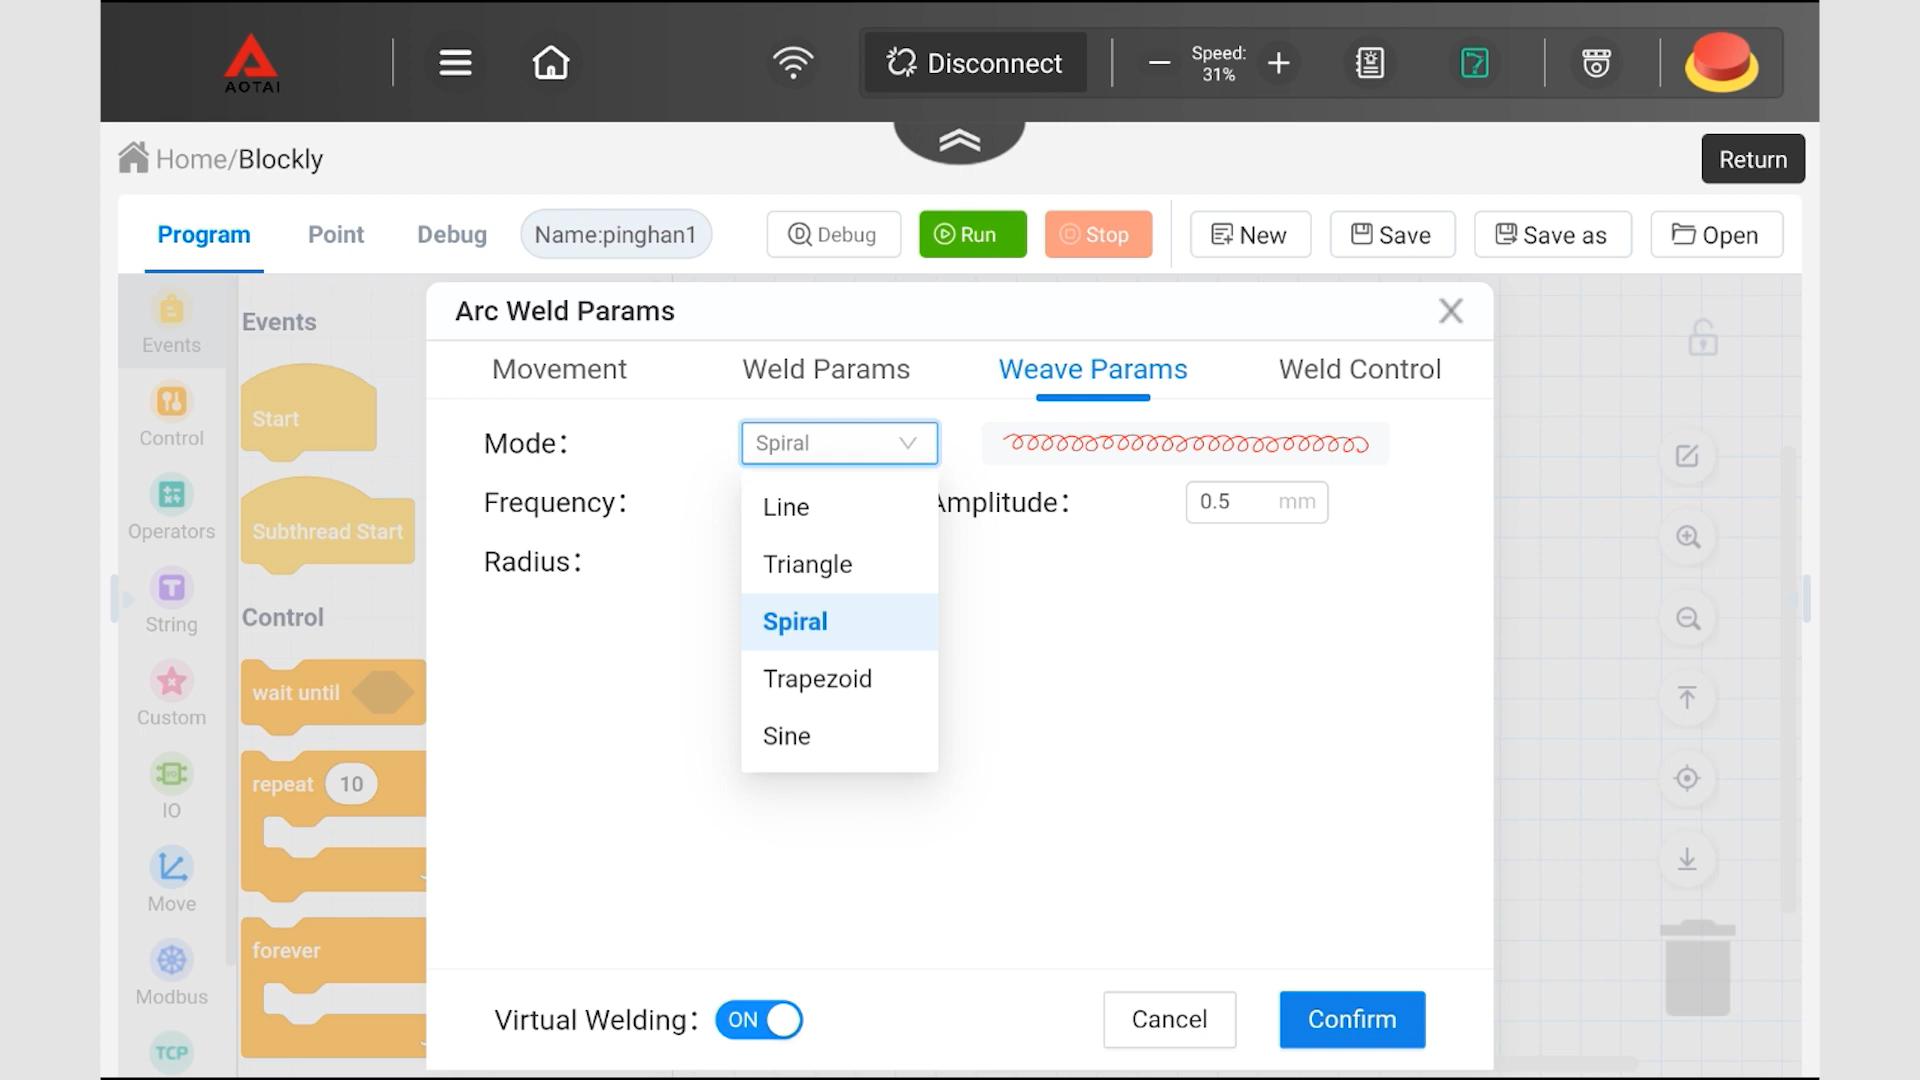 AOTAI
Disconnect
Speed:
31%
Home/Blockly
Return
Program
Point
Debug
Name:pinghan1
Debug
Run
Stop
New
Save
Save as
Open
Events
Control
Operators
String
Custom
IO
Move
Modbus
TCP
Events
Start
Subthread Start
Control
wait until
repeat 10
forever
Arc Weld Params
Movement
Weld Params
Weave Params
Weld Control
Mode:
Spiral
Frequency:
Amplitude:
0.5 mm
Radius:
Line
Triangle
Spiral
Trapezoid
Sine
Virtual Welding:
ON
Cancel
Confirm